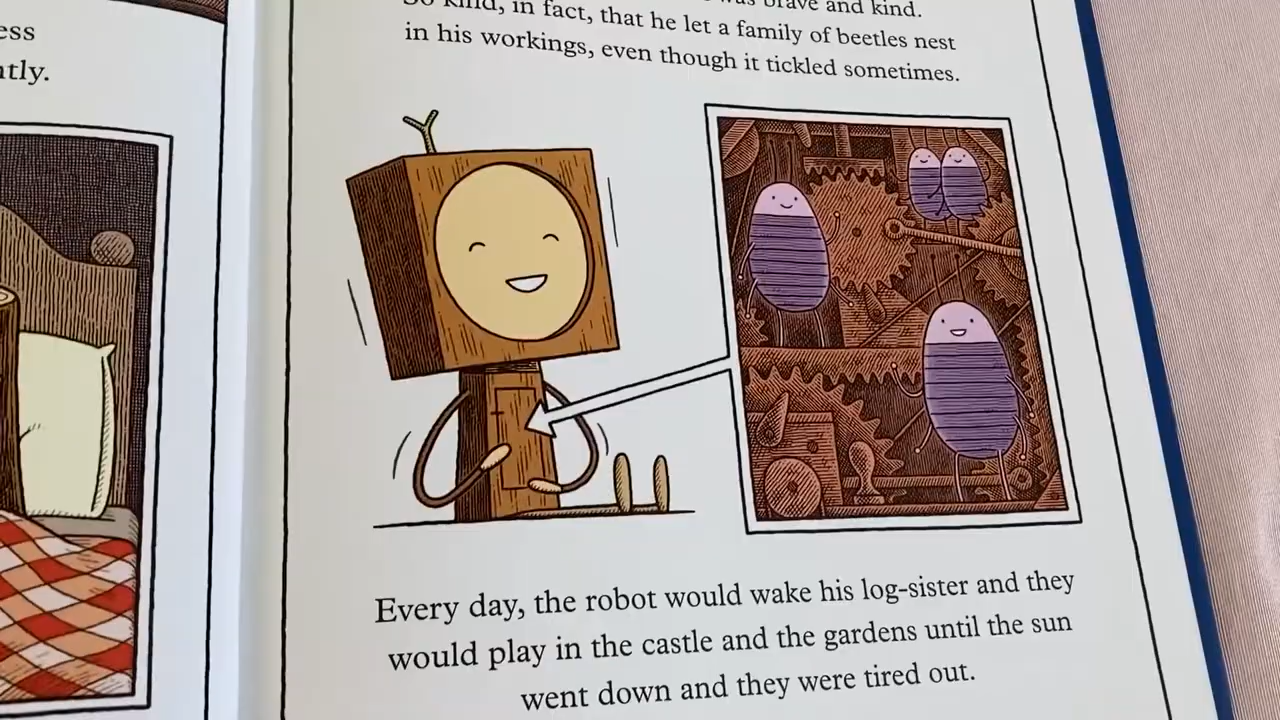 ess
ntly.
was brave and kind.
So kind, in fact, that he let a family of beetles nest
in his workings, even though it tickled sometimes.
Every day, the robot would wake his log-sister and they
would play in the castle and the gardens until the sun
went down and they were tired out.